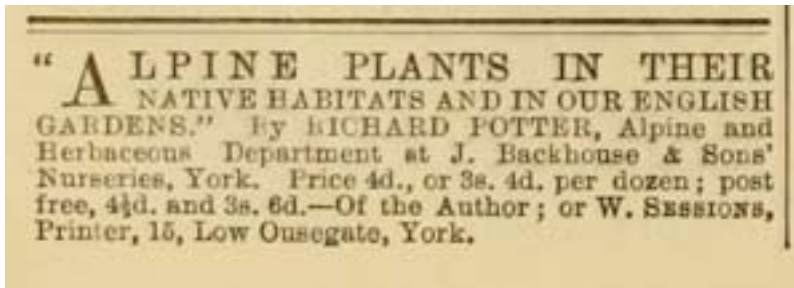 "ALPINE PLANTS IN THEIR
NATIVE HABITATS AND IN OUR ENGLISH
GARDENS." By RICHARD POTTER, Alpine and
Herbaceous Department at J. Backhouse & Sons'
Nurseries, York. Price 4d., or 3s. 4d. per dozen; post
free, 4½d. and 3s. 6d.—Of the Author; or W. SESSIONS,
Printer, 15, Low Ousegate, York.